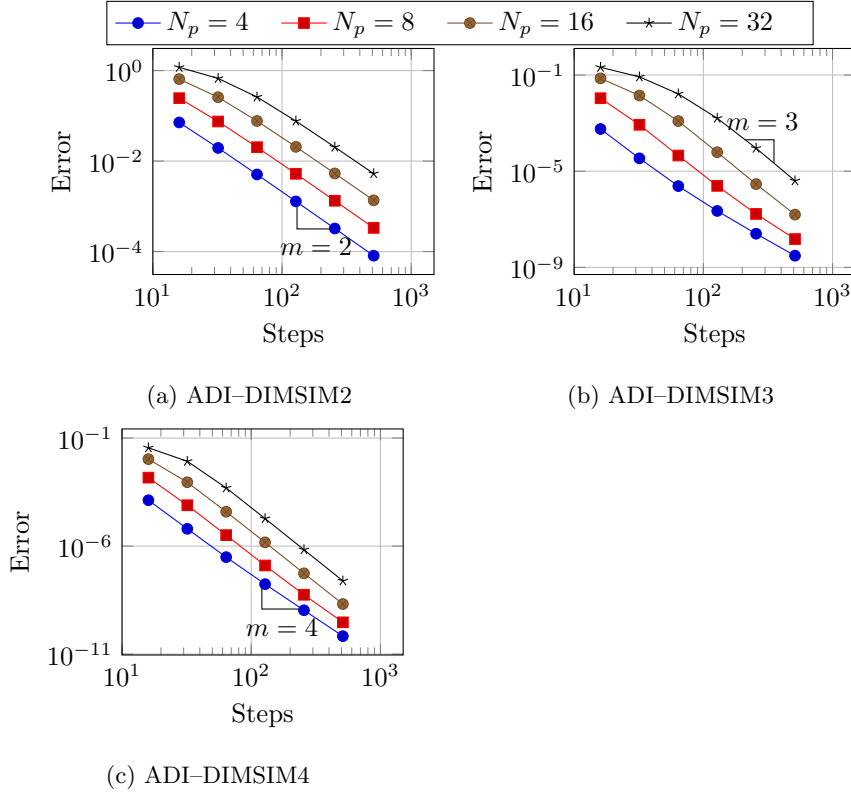 N_p = 4 N_p = 8 N_p = 16 N_p = 32
10^0
10^{-2}
10^{-4}
Error
m = 2
10^1 10^2 10^3
Steps
(a) ADI–DIMSIM2
10^{-1}
10^{-5}
10^{-9}
Error
m = 3
10^1 10^2 10^3
Steps
(b) ADI–DIMSIM3
10^{-1}
10^{-6}
10^{-11}
Error
m = 4
10^1 10^2 10^3
Steps
(c) ADI–DIMSIM4